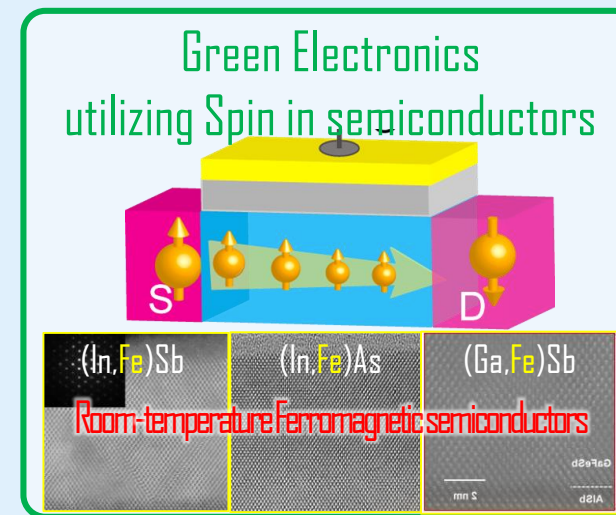 Green Electronics
utilizing Spin in semiconductors
S
D
(In,Fe)Sb
(In,Fe)As
(Ga,Fe)Sb
Room-temperature Ferromagnetic semiconductors
GaFeSb
2 nm
AlSb